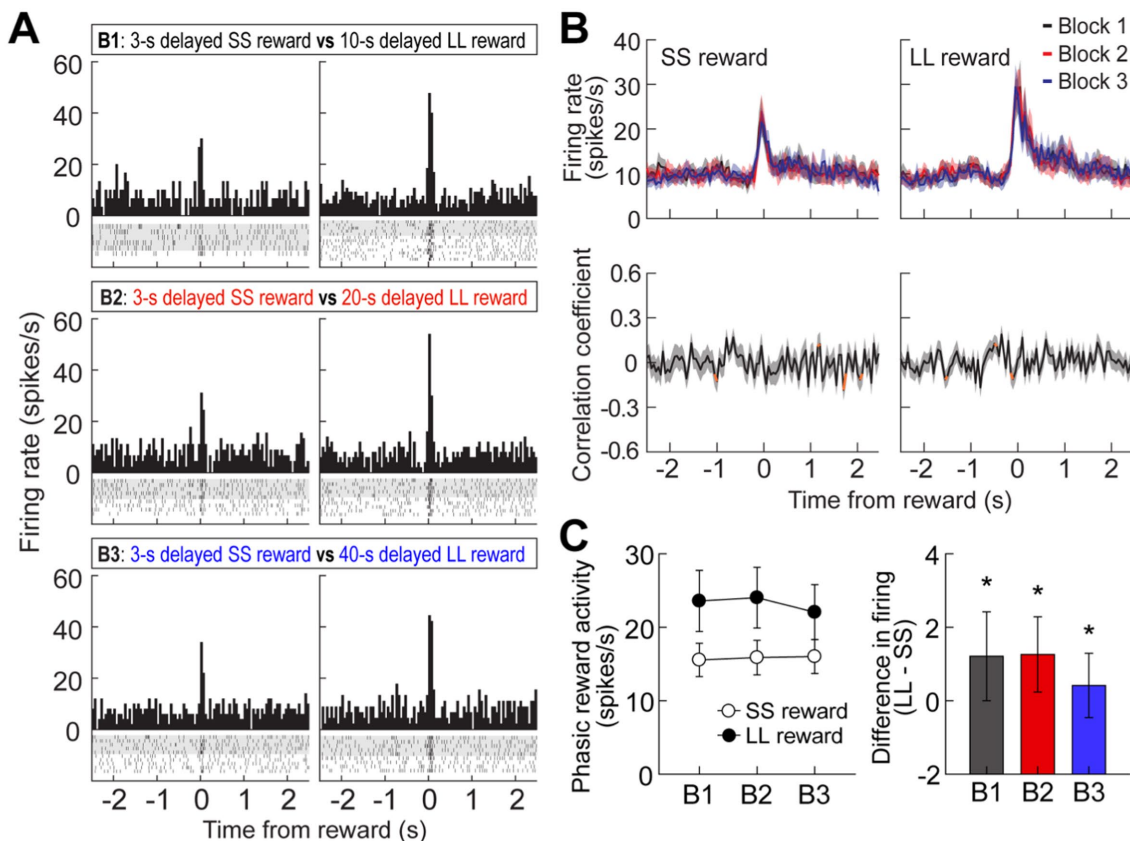 A
B1: 3-s delayed SS reward vs 10-s delayed LL reward
60
40
20
0
B2: 3-s delayed SS reward vs 20-s delayed LL reward
60
40
20
0
B3: 3-s delayed SS reward vs 40-s delayed LL reward
60
40
20
0
Firing rate (spikes/s)
-2 -1 0 1 2 -2 -1 0 1 2
Time from reward (s)
B
SS reward
LL reward
Block 1
Block 2
Block 3
Firing rate
(spikes/s)
40
30
20
10
0
Correlation coefficient
0.6
0.3
0
-0.3
-0.6
-2 -1 0 1 2 -2 -1 0 1 2
Time from reward (s)
C
Phasic reward activity
(spikes/s)
30
20
10
0
SS reward
LL reward
B1 B2 B3
Difference in firing
(LL - SS)
4
2
0
-2
* * *
B1 B2 B3